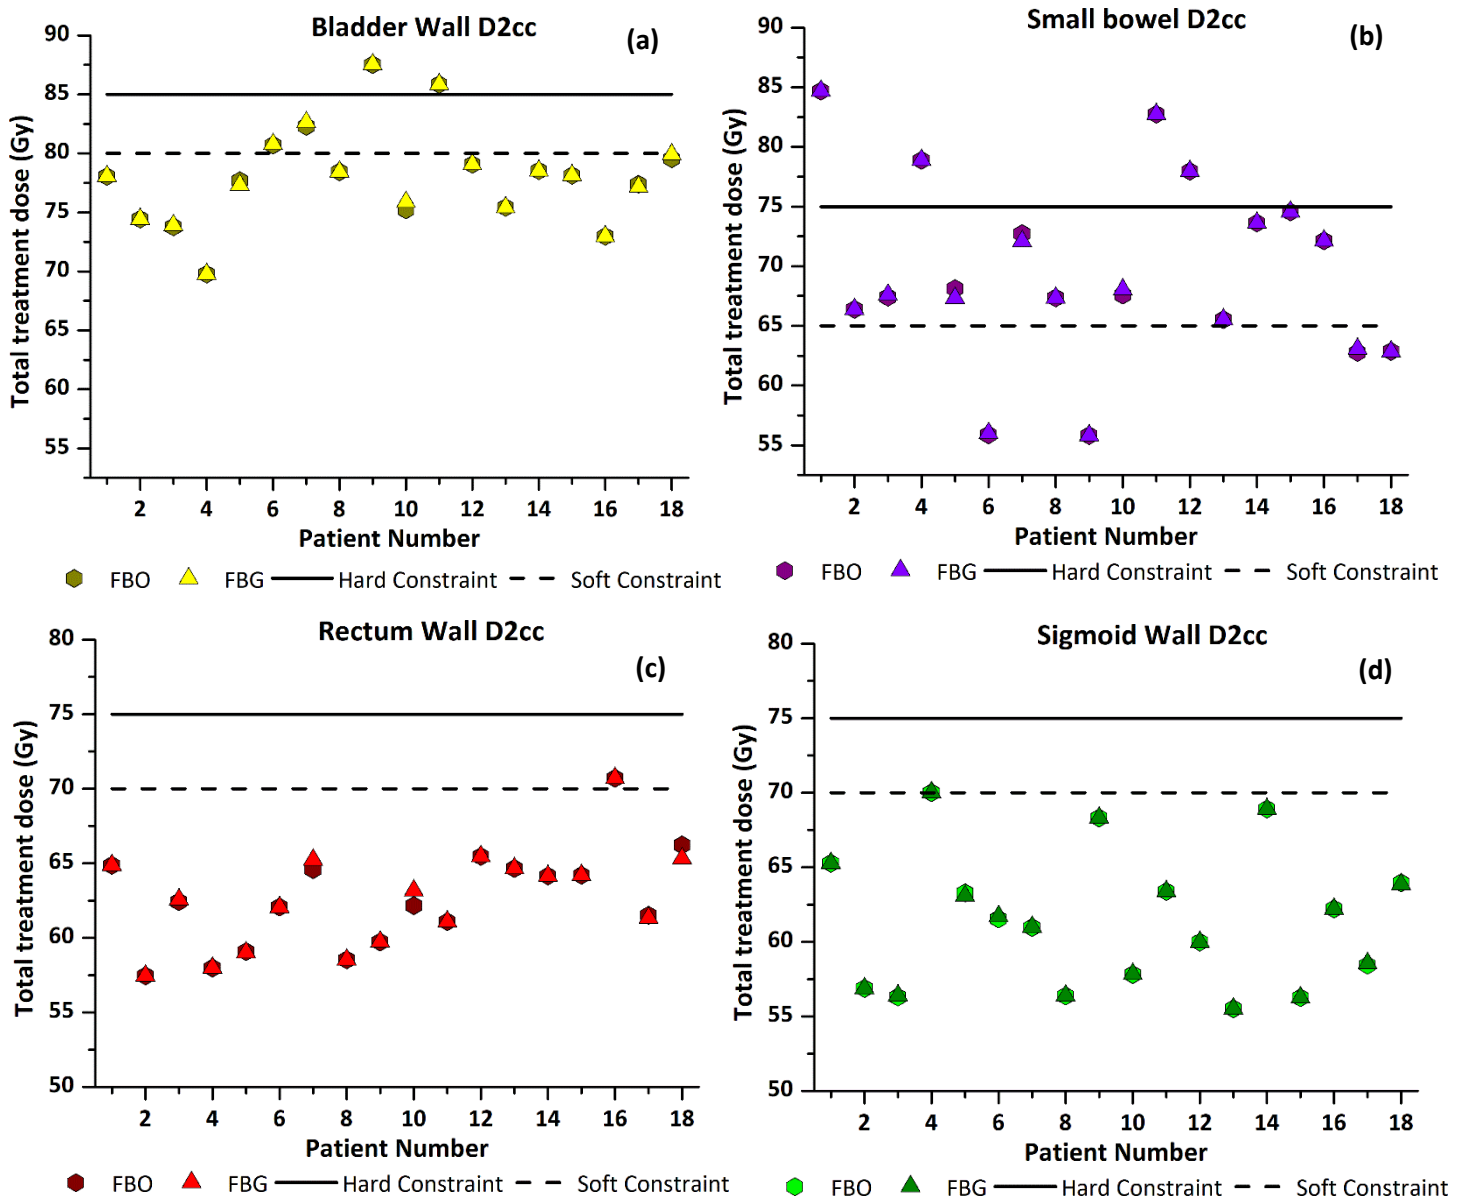 Bladder Wall D2cc
(a)
Total treatment dose (Gy)
90
85
80
75
70
65
60
55
2 4 6 8 10 12 14 16 18
Patient Number
FBO FBG Hard Constraint Soft Constraint
Small bowel D2cc
(b)
Total treatment dose (Gy)
90
85
80
75
70
65
60
55
2 4 6 8 10 12 14 16 18
Patient Number
FBO FBG Hard Constraint Soft Constraint
Rectum Wall D2cc
(c)
Total treatment dose (Gy)
80
75
70
65
60
55
50
2 4 6 8 10 12 14 16 18
Patient Number
FBO FBG Hard Constraint Soft Constraint
Sigmoid Wall D2cc
(d)
Total treatment dose (Gy)
80
75
70
65
60
55
50
2 4 6 8 10 12 14 16 18
Patient Number
FBO FBG Hard Constraint Soft Constraint